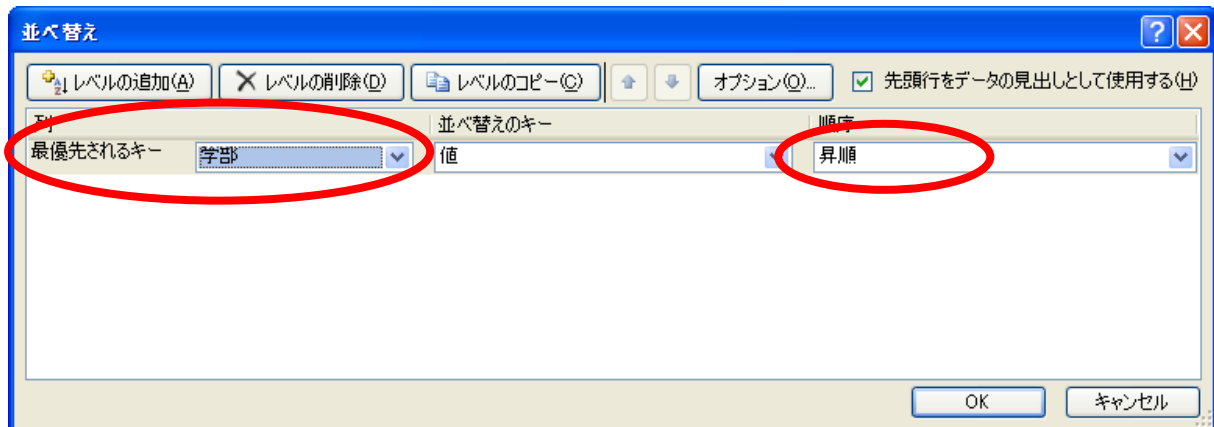 並べ替え
レベルの追加(A) レベルの削除(D) レベルのコピー(C) オプション(O)... 先頭行をデータの見出しとして使用する(H)
列 並べ替えのキー 順序
最優先されるキー 学部 値 昇順
OK キャンセル